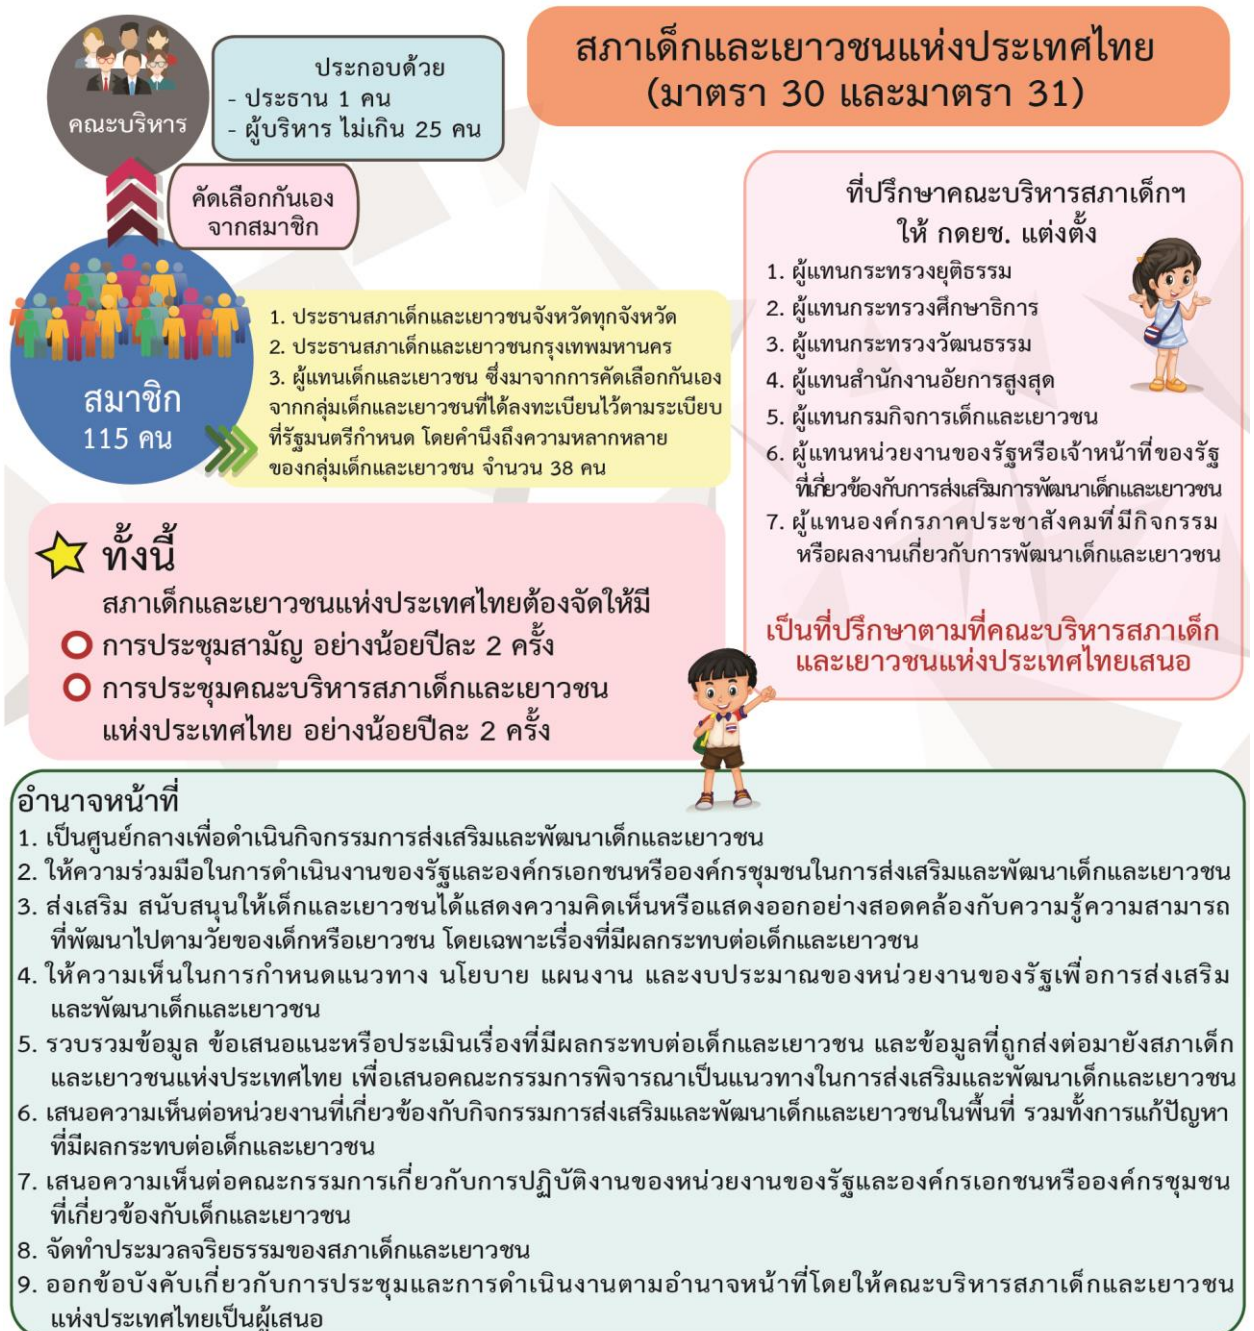 สภาเด็กและเยาวชนแห่งประเทศไทย
(มาตรา 30 และมาตรา 31)
คณะบริหาร
ประกอบด้วย
- ประธาน 1 คน
- ผู้บริหาร ไม่เกิน 25 คน
คัดเลือกกันเอง
จากสมาชิก
สมาชิก
115 คน
1. ประธานสภาเด็กและเยาวชนจังหวัดทุกจังหวัด
2. ประธานสภาเด็กและเยาวชนกรุงเทพมหานคร
3. ผู้แทนเด็กและเยาวชน ซึ่งมาจากการคัดเลือกกันเอง
จากกลุ่มเด็กและเยาวชนที่ได้ลงทะเบียนไว้ตามระเบียบ
ที่รัฐมนตรีกำหนด โดยคำนึงถึงความหลากหลาย
ของกลุ่มเด็กและเยาวชน จำนวน 38 คน
ที่ปรึกษาคณะบริหารสภาเด็กฯ
ให้ กดยช. แต่งตั้ง
1. ผู้แทนกระทรวงยุติธรรม
2. ผู้แทนกระทรวงศึกษาธิการ
3. ผู้แทนกระทรวงวัฒนธรรม
4. ผู้แทนสำนักงานอัยการสูงสุด
5. ผู้แทนกรมกิจการเด็กและเยาวชน
6. ผู้แทนหน่วยงานของรัฐหรือเจ้าหน้าที่ของรัฐ
ที่เกี่ยวข้องกับการส่งเสริมการพัฒนาเด็กและเยาวชน
7. ผู้แทนองค์กรภาคประชาสังคมที่มีกิจกรรม
หรือผลงานเกี่ยวกับการพัฒนาเด็กและเยาวชน
เป็นที่ปรึกษาตามที่คณะบริหารสภาเด็ก
และเยาวชนแห่งประเทศไทยเสนอ
ทั้งนี้
สภาเด็กและเยาวชนแห่งประเทศไทยต้องจัดให้มี
การประชุมสามัญ อย่างน้อยปีละ 2 ครั้ง
การประชุมคณะบริหารสภาเด็กและเยาวชน
แห่งประเทศไทย อย่างน้อยปีละ 2 ครั้ง
อำนาจหน้าที่
1. เป็นศูนย์กลางเพื่อดำเนินกิจกรรมการส่งเสริมและพัฒนาเด็กและเยาวชน
2. ให้ความร่วมมือในการดำเนินงานของรัฐและองค์กรเอกชนหรือองค์กรชุมชนในการส่งเสริมและพัฒนาเด็กและเยาวชน
3. ส่งเสริม สนับสนุนให้เด็กและเยาวชนได้แสดงความคิดเห็นหรือแสดงออกอย่างสอดคล้องกับความรู้ความสามารถ
ที่พัฒนาไปตามวัยของเด็กหรือเยาวชน โดยเฉพาะเรื่องที่มีผลกระทบต่อเด็กและเยาวชน
4. ให้ความเห็นในการกำหนดแนวทาง นโยบาย แผนงาน และงบประมาณของหน่วยงานของรัฐเพื่อการส่งเสริม
และพัฒนาเด็กและเยาวชน
5. รวบรวมข้อมูล ข้อเสนอแนะหรือประเมินเรื่องที่มีผลกระทบต่อเด็กและเยาวชน และข้อมูลที่ถูกส่งต่อมายังสภาเด็ก
และเยาวชนแห่งประเทศไทย เพื่อเสนอคณะกรรมการพิจารณาเป็นแนวทางในการส่งเสริมและพัฒนาเด็กและเยาวชน
6. เสนอความเห็นต่อหน่วยงานที่เกี่ยวข้องกับกิจกรรมการส่งเสริมและพัฒนาเด็กและเยาวชนในพื้นที่ รวมทั้งการแก้ปัญหา
ที่มีผลกระทบต่อเด็กและเยาวชน
7. เสนอความเห็นต่อคณะกรรมการเกี่ยวกับการปฏิบัติงานของหน่วยงานของรัฐและองค์กรเอกชนหรือองค์กรชุมชน
ที่เกี่ยวข้องกับเด็กและเยาวชน
8. จัดทำประมวลจริยธรรมของสภาเด็กและเยาวชน
9. ออกข้อบังคับเกี่ยวกับการประชุมและการดำเนินงานตามอำนาจหน้าที่โดยให้คณะบริหารสภาเด็กและเยาวชน
แห่งประเทศไทยเป็นผู้เสนอ